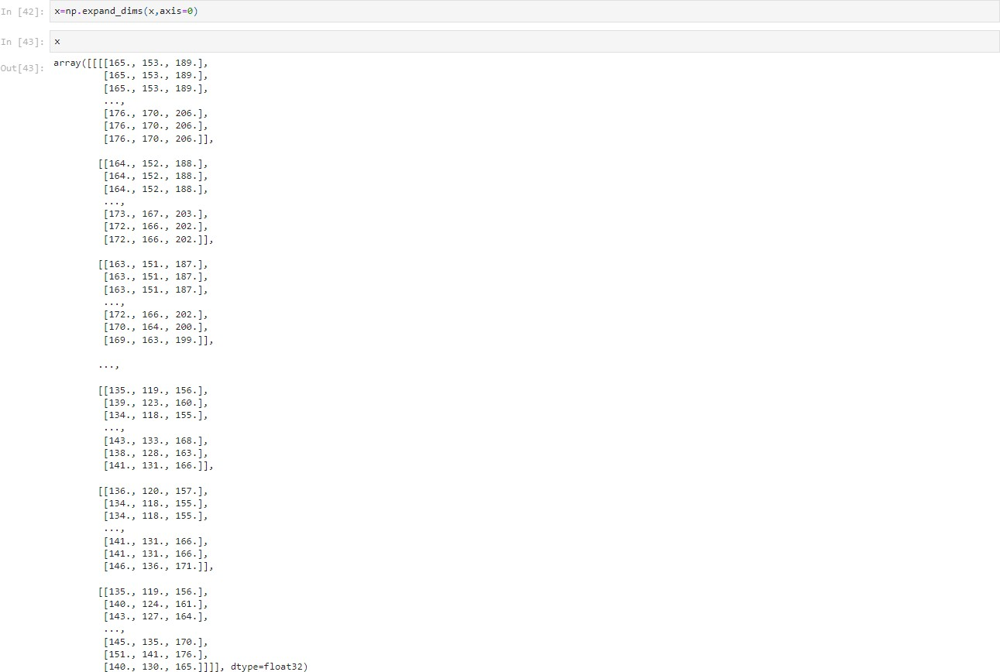 In [42]: x=np.expand_dims(x,axis=0)
In [43]: x
Out[43]: array([[[[165., 153., 189.],
[165., 153., 189.],
[165., 153., 189.],
...,
[176., 170., 206.],
[176., 170., 206.],
[176., 170., 206.]],
[[164., 152., 188.],
[164., 152., 188.],
[164., 152., 188.],
...,
[173., 167., 203.],
[172., 166., 202.],
[172., 166., 202.]],
[[163., 151., 187.],
[163., 151., 187.],
[163., 151., 187.],
...,
[172., 166., 202.],
[170., 164., 200.],
[169., 163., 199.]],
...,
[[135., 119., 156.],
[139., 123., 160.],
[134., 118., 155.],
...,
[143., 133., 168.],
[138., 128., 163.],
[141., 131., 166.]],
[[136., 120., 157.],
[134., 118., 155.],
[134., 118., 155.],
...,
[141., 131., 166.],
[141., 131., 166.],
[146., 136., 171.]],
[[135., 119., 156.],
[140., 124., 161.],
[143., 127., 164.],
...,
[145., 135., 170.],
[151., 141., 176.],
[140., 130., 165.]]]], dtype=float32)